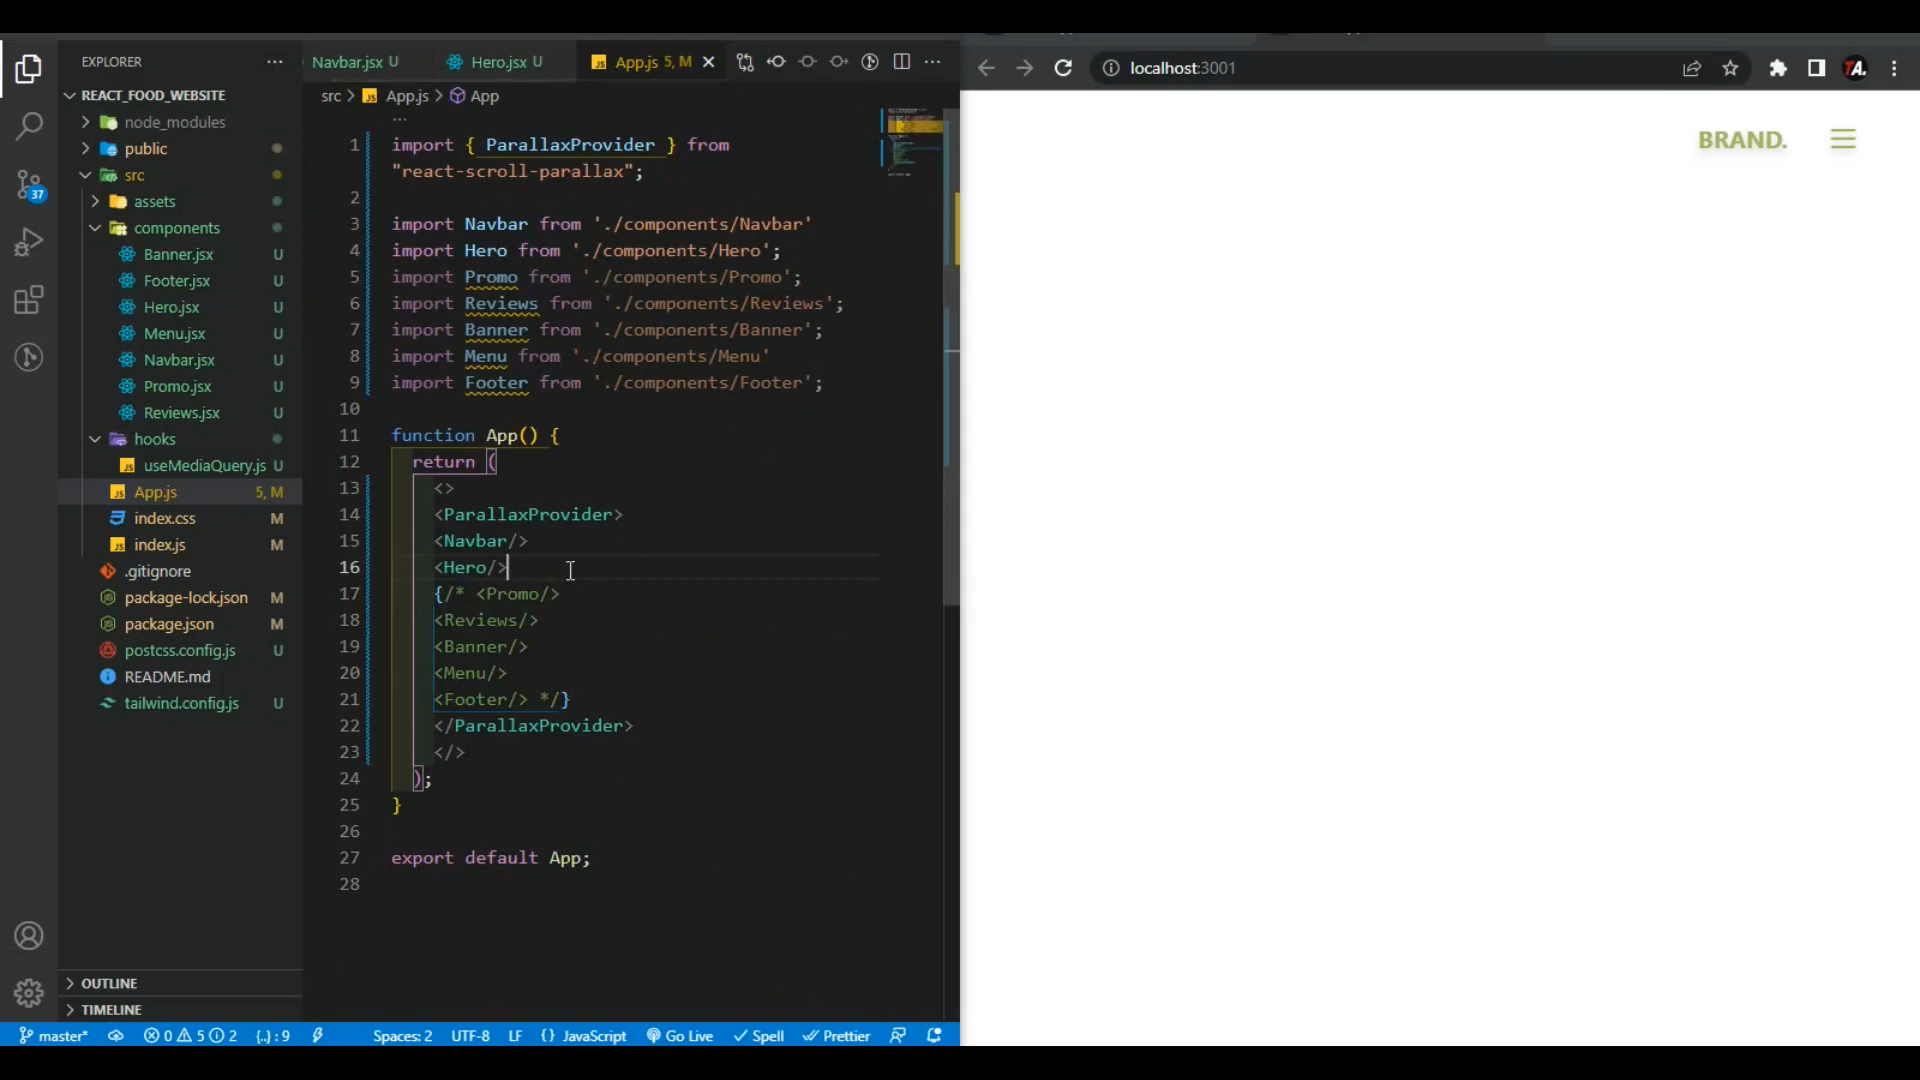 EXPLORER
REACT_FOOD_WEBSITE
node_modules
public
src
assets
components
Banner.jsx U
Footer.jsx U
Hero.jsx U
Menu.jsx U
Navbar.jsx U
Promo.jsx U
Reviews.jsx U
hooks
useMediaQuery.js U
App.js 5, M
index.css M
index.js M
.gitignore
package-lock.json M
package.json M
postcss.config.js U
README.md
tailwind.config.js U
OUTLINE
TIMELINE
37
Navbar.jsx U Hero.jsx U App.js 5, M
src > App.js > App
1 import { ParallaxProvider } from
"react-scroll-parallax";
2
3 import Navbar from './components/Navbar'
4 import Hero from './components/Hero';
5 import Promo from './components/Promo';
6 import Reviews from './components/Reviews';
7 import Banner from './components/Banner';
8 import Menu from './components/Menu'
9 import Footer from './components/Footer';
10
11 function App() {
12 return (
13 <>
14 <ParallaxProvider>
15 <Navbar/>
16 <Hero/>
17 {/* <Promo/>
18 <Reviews/>
19 <Banner/>
20 <Menu/>
21 <Footer/> */}
22 </ParallaxProvider>
23 </>
24 );
25 }
26
27 export default App;
28
master* 0 5 2 {..} : 9 Spaces: 2 UTF-8 LF {} JavaScript Go Live Spell Prettier
localhost:3001
TA.
BRAND.